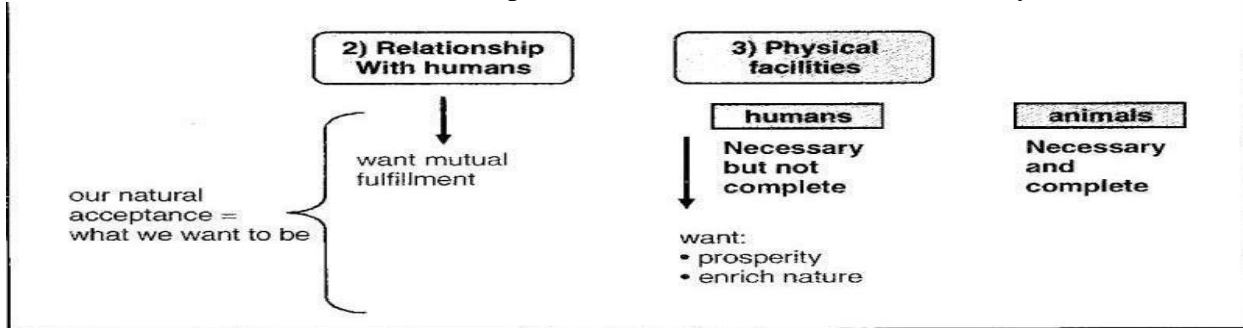 2) Relationship
With humans
3) Physical
facilities
humans
animals
want mutual
fulfillment
Necessary
but not
complete
Necessary
and
complete
our natural
acceptance =
what we want to be
want:
• prosperity
• enrich nature